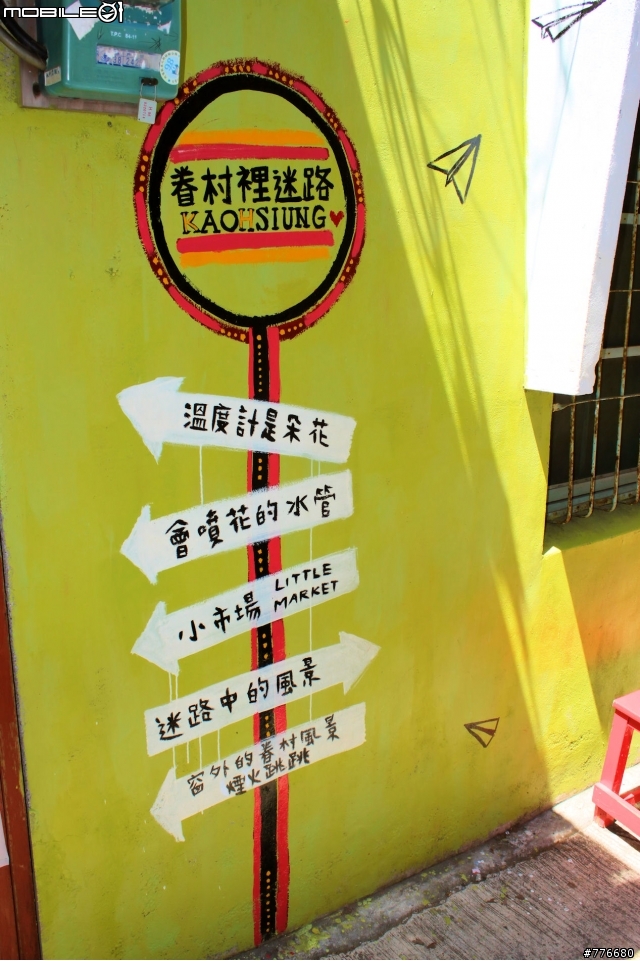 MOBILE01
眷村裡迷路
KAOHSIUNG
溫度計是朵花
會噴花的水管
小市場 LITTLE
MARKET
迷路中的風景
窗外的眷村風景
煙火跳跳
#776680